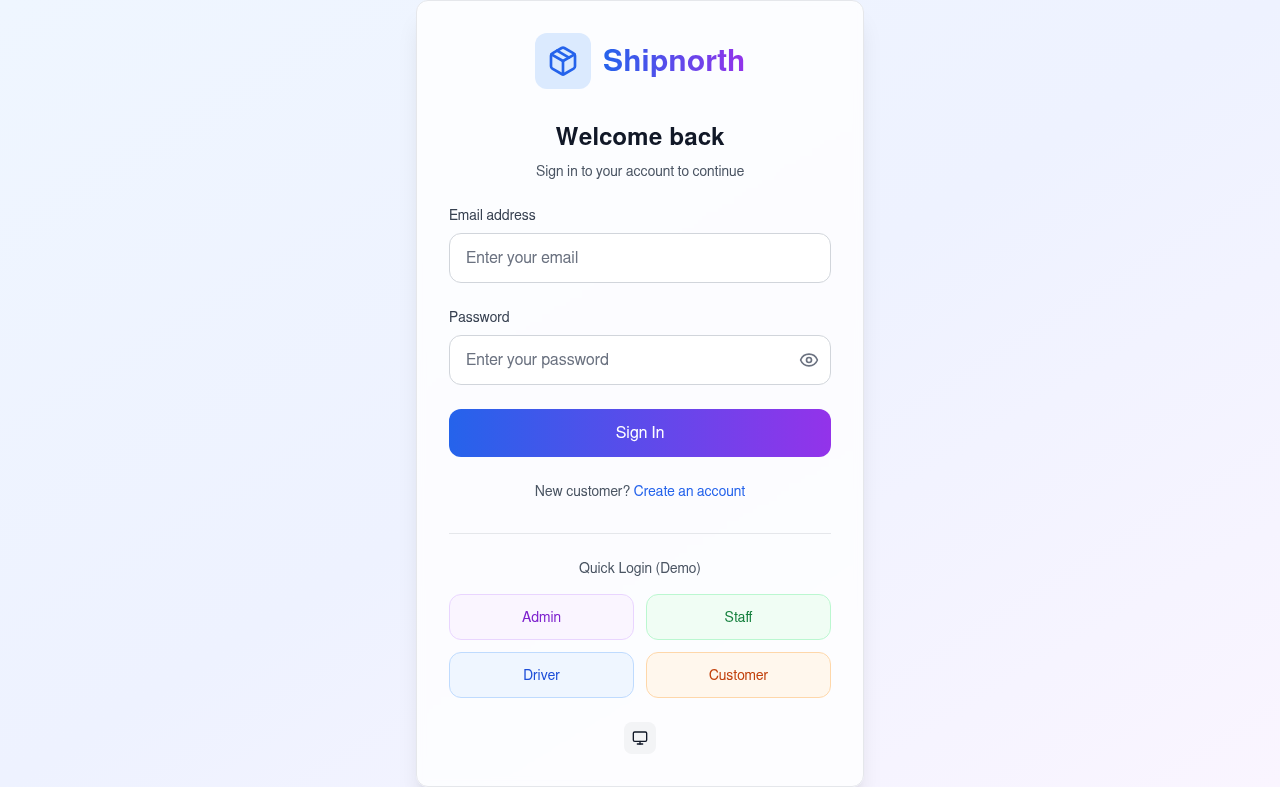 Shipnorth
Welcome back
Sign in to your account to continue
Email address
Enter your email
Password
Enter your password
Sign In
New customer? Create an account
Quick Login (Demo)
Admin
Staff
Driver
Customer